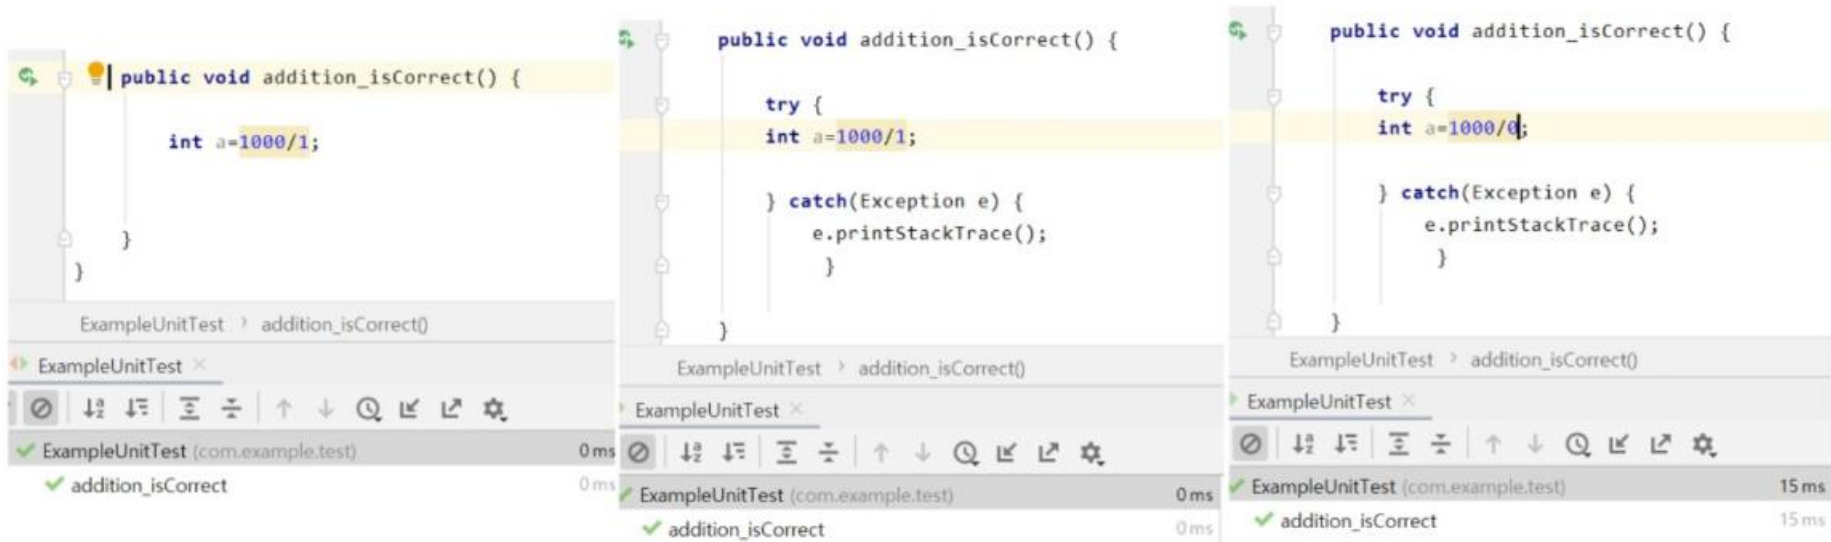 public void addition_isCorrect() {
int a=1000/1;
}
}
ExampleUnitTest › addition_isCorrect()
ExampleUnitTest ×
ExampleUnitTest (com.example.test) 0 ms
addition_isCorrect 0 ms
public void addition_isCorrect() {
try {
int a=1000/1;
} catch(Exception e) {
e.printStackTrace();
}
}
ExampleUnitTest › addition_isCorrect()
ExampleUnitTest ×
ExampleUnitTest (com.example.test) 0 ms
addition_isCorrect 0 ms
public void addition_isCorrect() {
try {
int a=1000/0;
} catch(Exception e) {
e.printStackTrace();
}
}
ExampleUnitTest › addition_isCorrect()
ExampleUnitTest ×
ExampleUnitTest (com.example.test) 15 ms
addition_isCorrect 15 ms